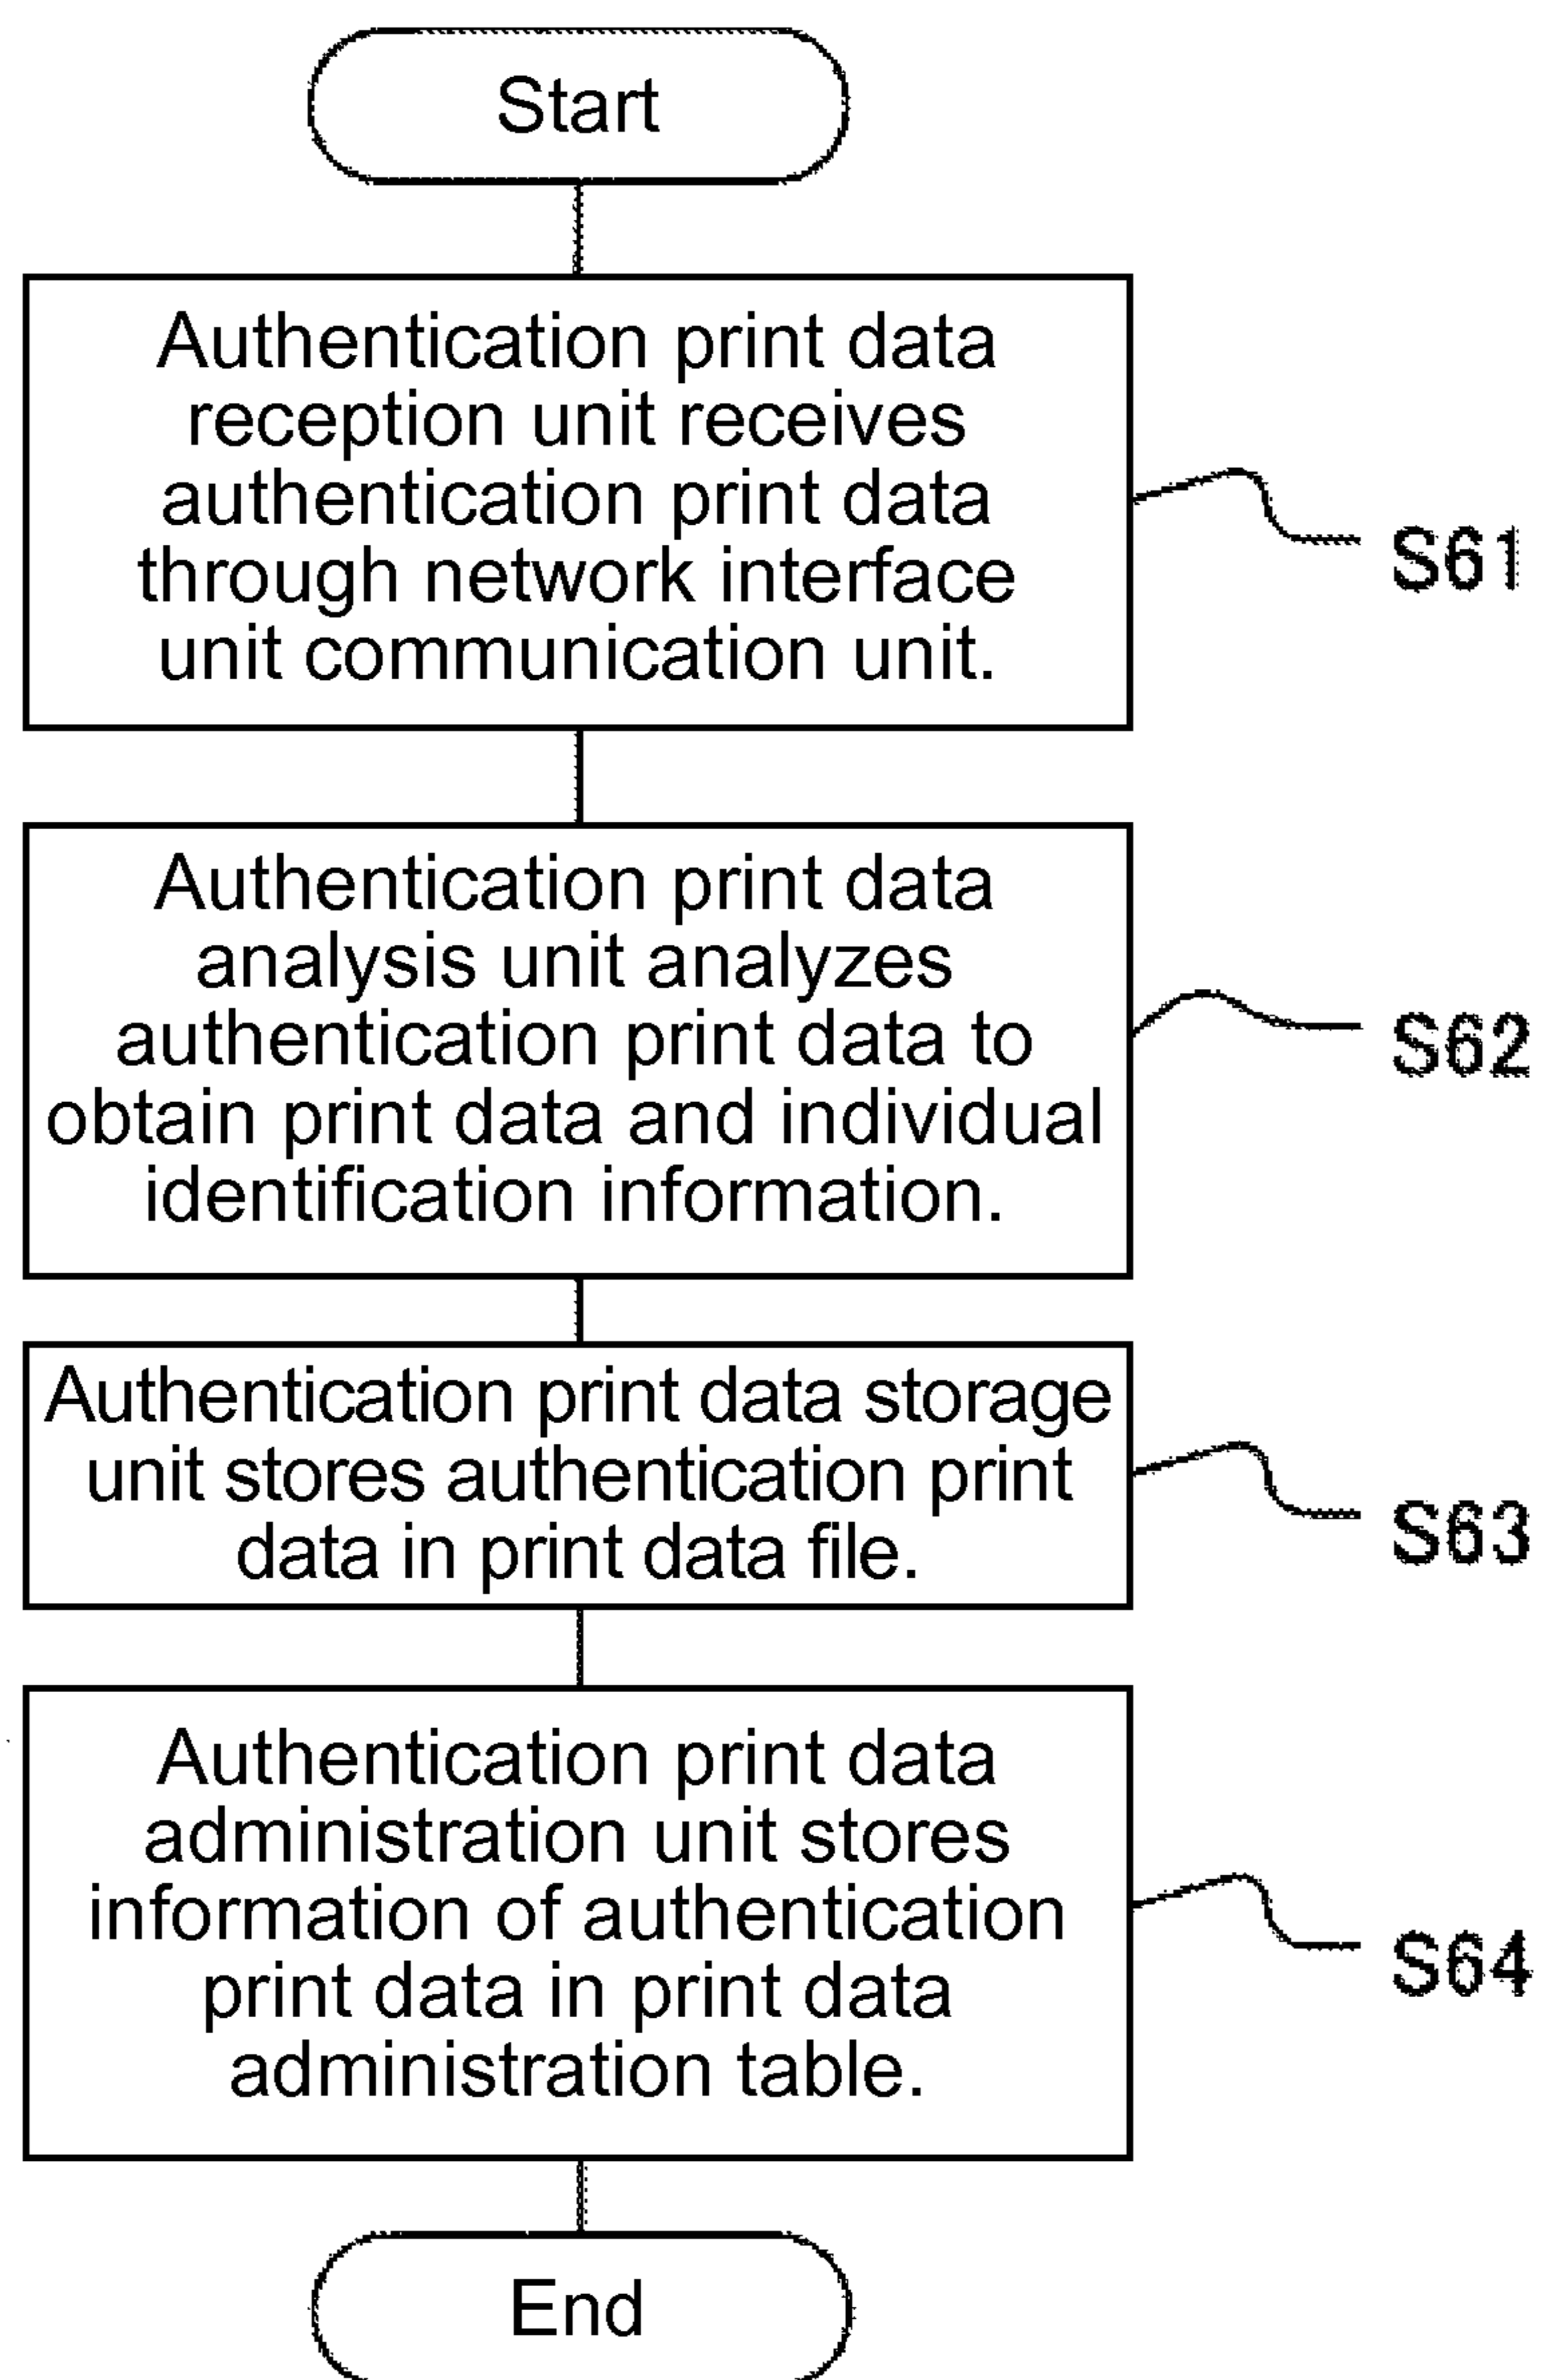 Start
Authentication print data
reception unit receives
authentication print data
through network interface
unit communication unit.
S61
Authentication print data
analysis unit analyzes
authentication print data to
obtain print data and individual
identification information.
S62
Authentication print data storage
unit stores authentication print
data in print data file.
S63
Authentication print data
administration unit stores
information of authentication
print data in print data
administration table.
S64
End